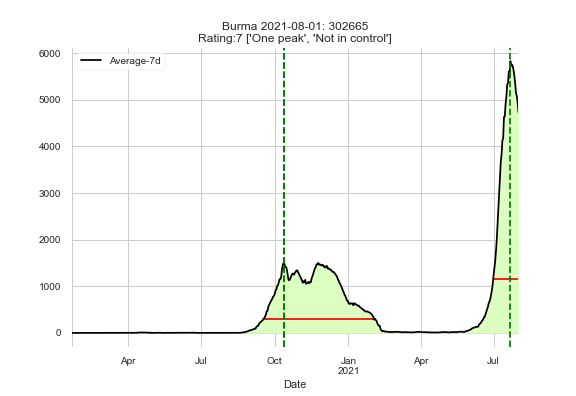 Burma 2021-08-01: 302665
Rating:7 ['One peak', 'Not in control']
Average-7d
6000
5000
4000
3000
2000
1000
0
Apr Jul Oct Jan Apr Jul
2021
Date